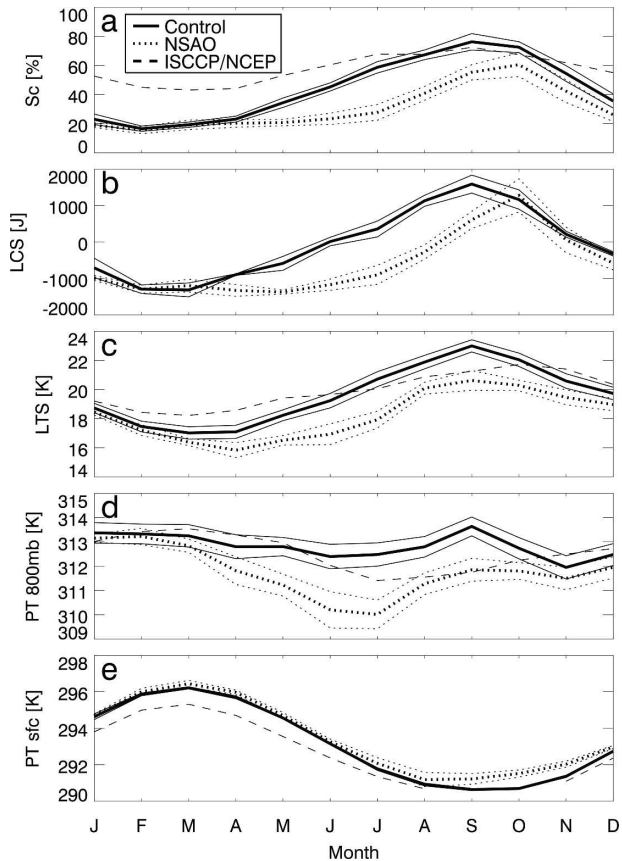 a
Control
NSAO
ISCCP/NCEP
100
80
60
40
20
0
Sc [%]
b
2000
1000
0
-1000
-2000
LCS [J]
c
24
22
20
18
16
14
LTS [K]
d
315
314
313
312
311
310
309
PT 800mb [K]
e
298
296
294
292
290
PT sfc [K]
J F M A M J J A S O N D
Month